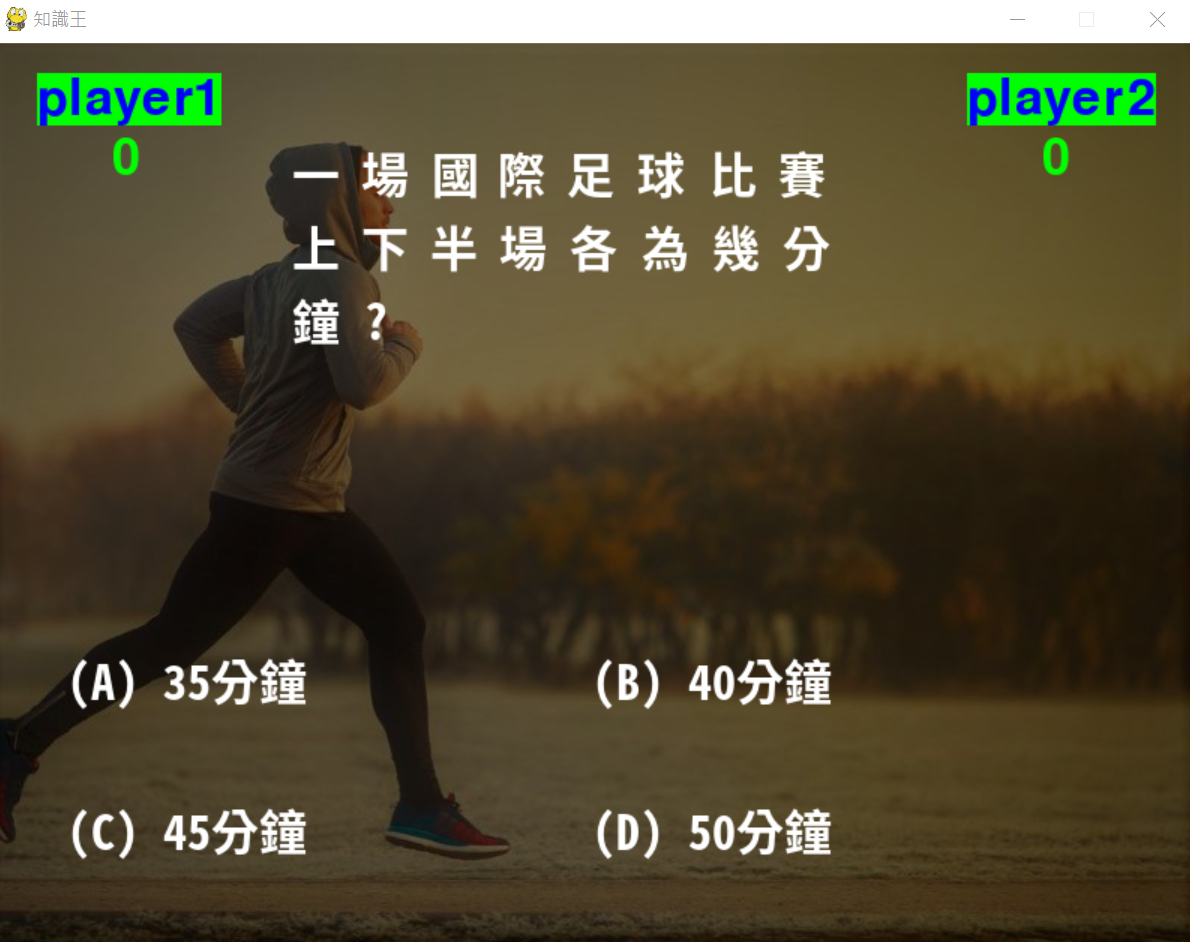 知識王
player1
player2
0
0
一場國際足球比賽
上下半場各為幾分
鐘?
(A) 35分鐘
(B) 40分鐘
(C) 45分鐘
(D) 50分鐘